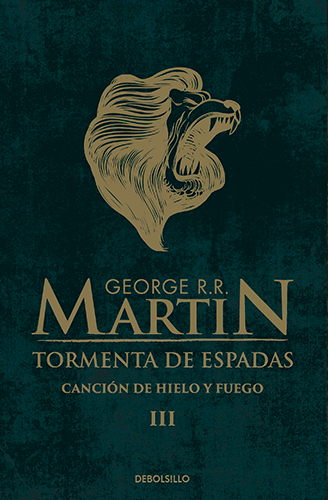 GEORGE R.R.
MARTIN
TORMENTA DE ESPADAS
CANCIÓN DE HIELO Y FUEGO
III
DEBOLSILLO